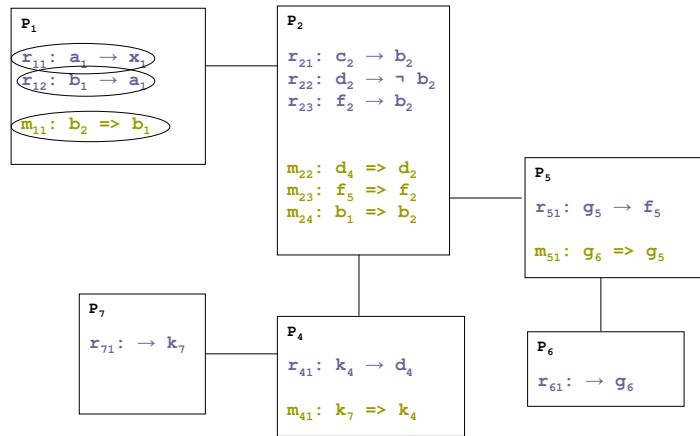 P₁
r₁₁: a₁ → x₁
r₁₂: b₁ → a₁
m₁₁: b₂ => b₁
P₂
r₂₁: c₂ → b₂
r₂₂: d₂ → ¬ b₂
r₂₃: f₂ → b₂
m₂₂: d₄ => d₂
m₂₃: f₅ => f₂
m₂₄: b₁ => b₂
P₅
r₅₁: g₅ → f₅
m₅₁: g₆ => g₅
P₇
r₇₁: → k₇
P₄
r₄₁: k₄ → d₄
m₄₁: k₇ => k₄
P₆
r₆₁: → g₆